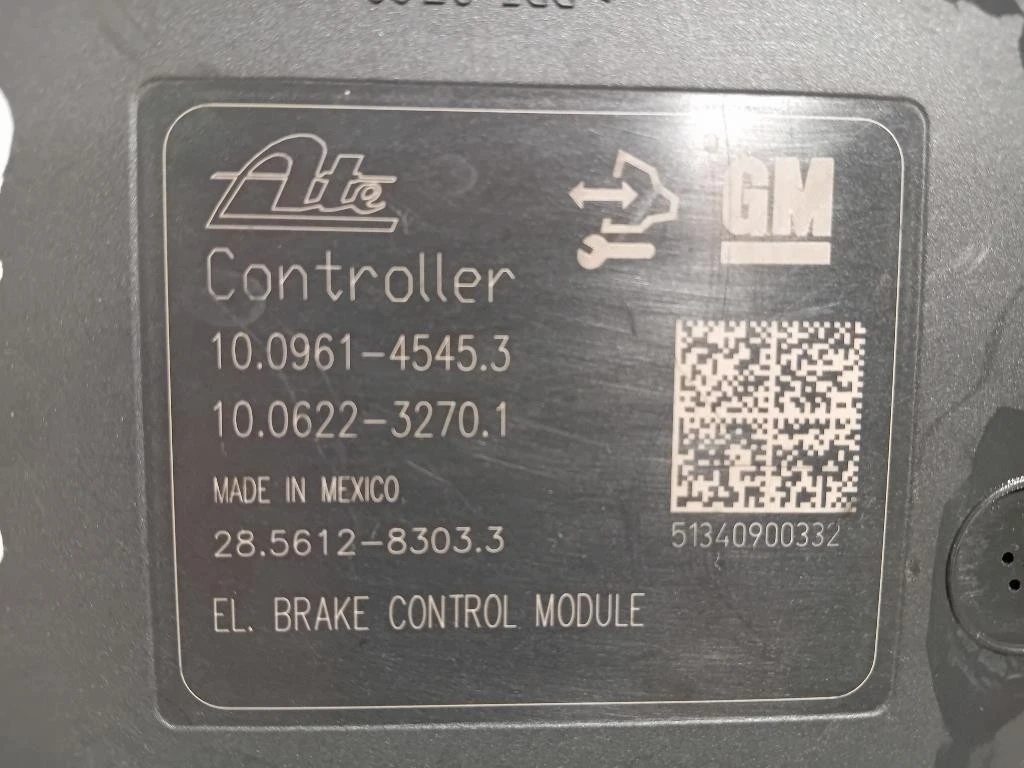 Ate
GM
Controller
10.0961-4545.3
10.0622-3270.1
MADE IN MEXICO
28.5612-8303.3
51340900332
EL. BRAKE CONTROL MODULE